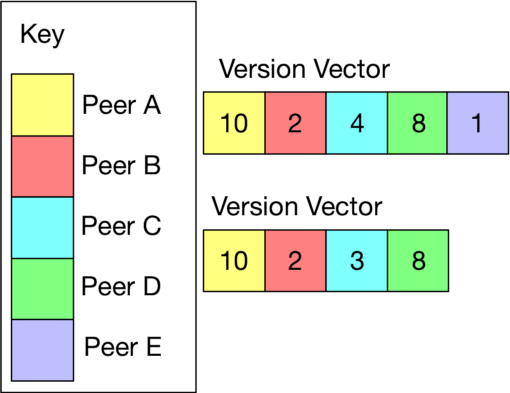 Key
Peer A
Peer B
Peer C
Peer D
Peer E
Version Vector
10 2 4 8 1
Version Vector
10 2 3 8